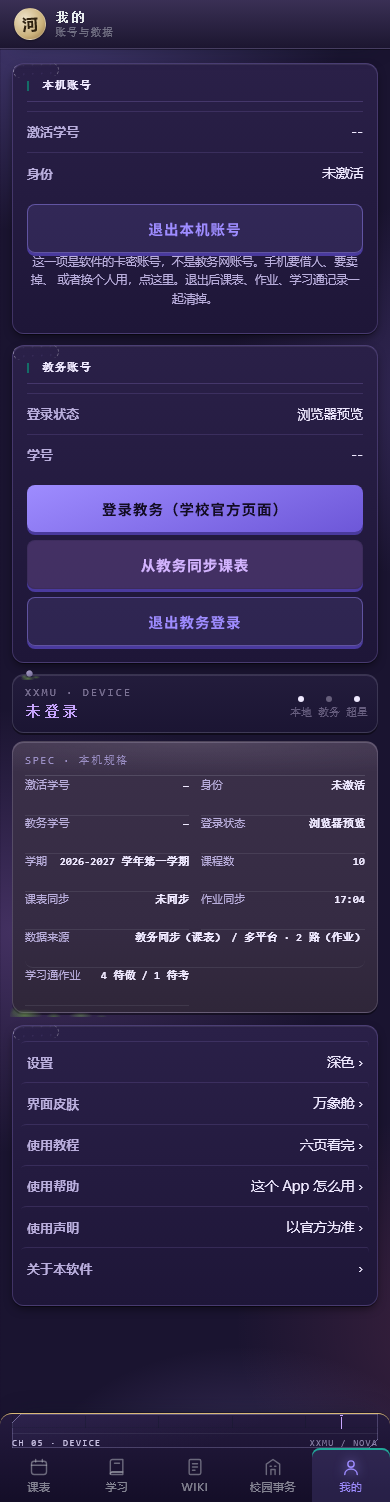 河
我的
账号与数据
本机账号
激活学号 --
身份 未激活
退出本机账号
这一项是软件的卡密账号，不是教务网账号。手机要借人、要卖
掉、 或者换个人用，点这里。退出后课表、作业、学习通记录一
起清掉。
教务账号
登录状态 浏览器预览
学号 --
登录教务（学校官方页面）
从教务同步课表
退出教务登录
XXMU · DEVICE
未登录
本地 教务 超星
SPEC · 本机规格
激活学号 — 身份 未激活
教务学号 — 登录状态 浏览器预览
学期 2026-2027 学年第一学期 课程数 10
课表同步 未同步 作业同步 17:04
数据来源 教务同步（课表） / 多平台 · 2 路（作业）
学习通作业 4 待做 / 1 待考
设置 深色 ›
界面皮肤 万象舱 ›
使用教程 六页看完 ›
使用帮助 这个 App 怎么用 ›
使用声明 以官方为准 ›
关于本软件 ›
CH 05 · DEVICE XXMU / NOVA
课表 学习 WIKI 校园事务 我的